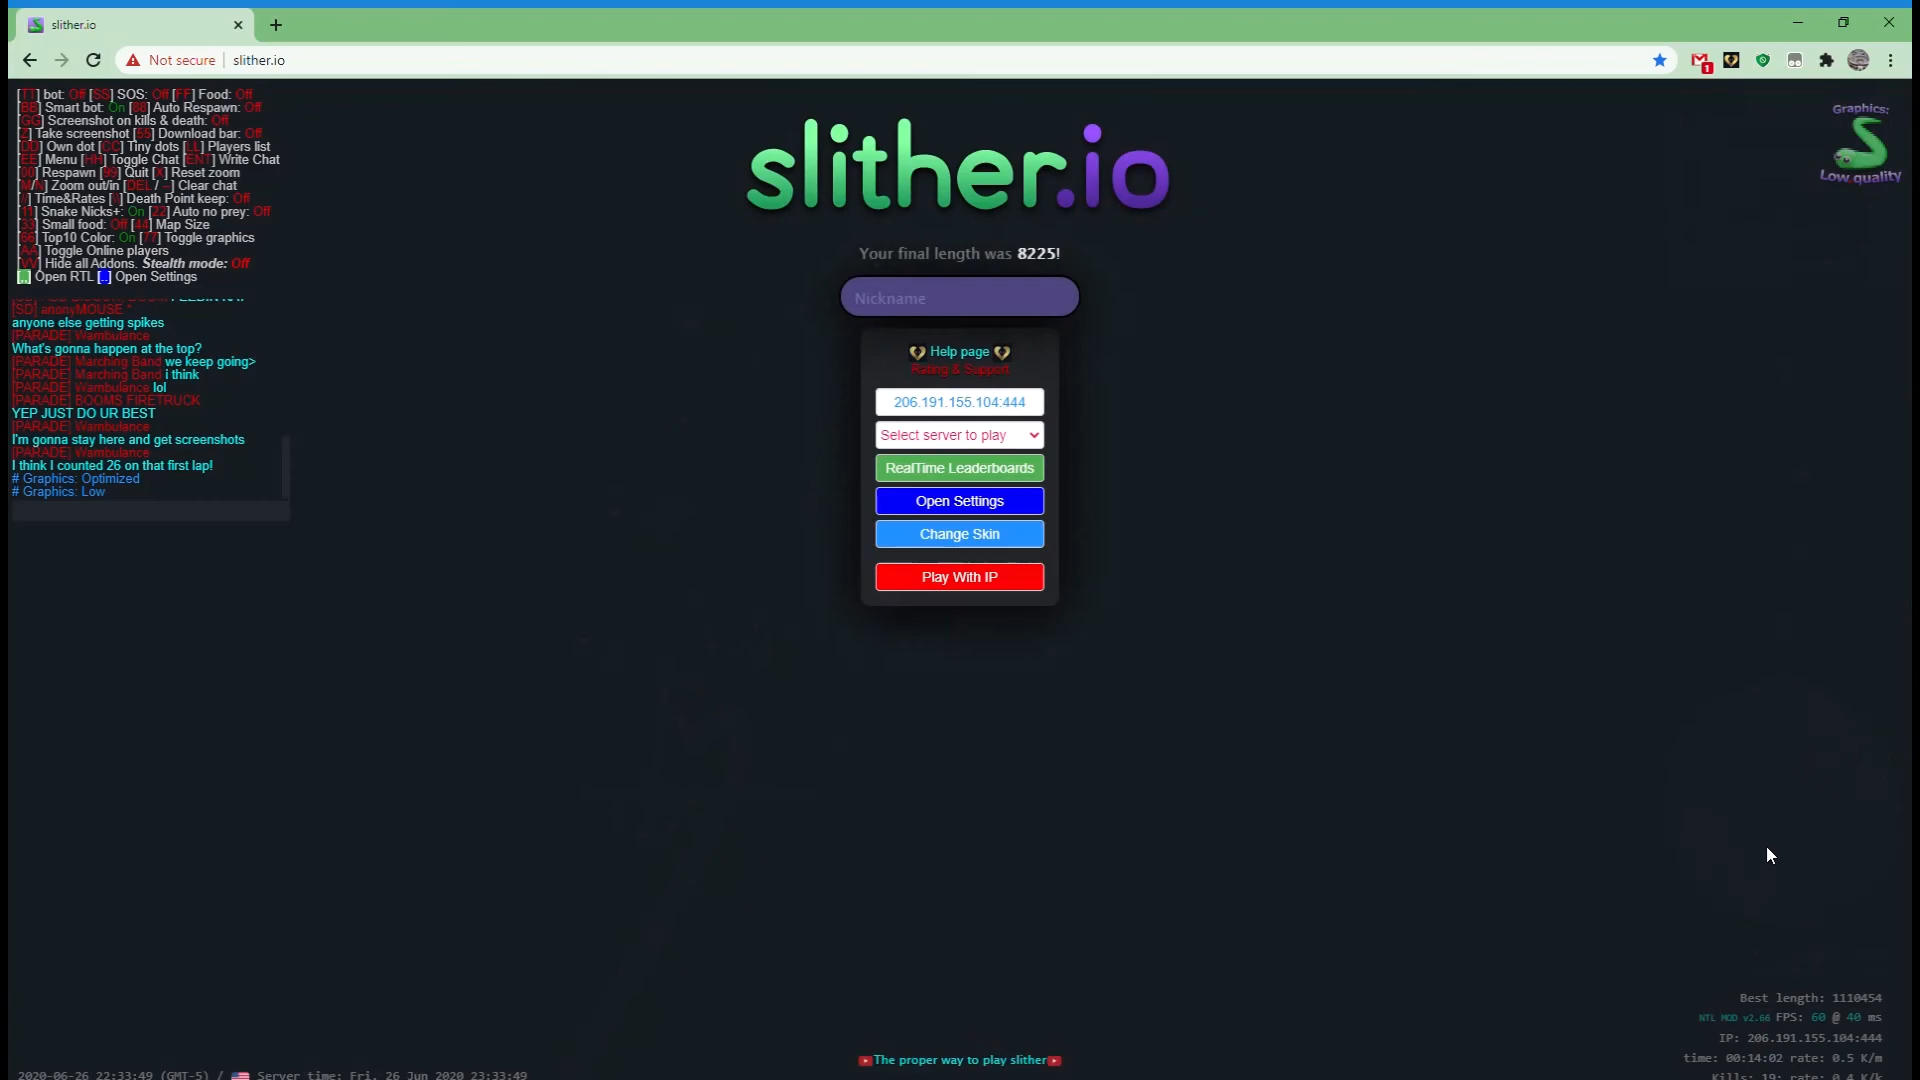 slither.io
Not secure slither.io
1
[TT] bot: Off [SS] SOS: Off [FF] Food: Off
[BB] Smart bot: On [88] Auto Respawn: Off
[GG] Screenshot on kills & death: Off
[Z] Take screenshot [55] Download bar: Off
[DD] Own dot [CC] Tiny dots [LL] Players list
[EE] Menu [HH] Toggle Chat [ENT] Write Chat
[00] Respawn [99] Quit [X] Reset zoom
[M/N] Zoom out/in [DEL / -] Clear chat
[/] Time&Rates [\] Death Point keep: Off
[11] Snake Nicks+: On [22] Auto no prey: Off
[33] Small food: Off [44] Map Size
[66] Top10 Color: On [77] Toggle graphics
[AA] Toggle Online players
[VV] Hide all Addons. Stealth mode: Off
[,] Open RTL [.] Open Settings
[SD] anonyMOUSE *
anyone else getting spikes
[PARADE] Wambulance
What's gonna happen at the top?
[PARADE] Marching Band we keep going>
[PARADE] Marching Band i think
[PARADE] Wambulance lol
[PARADE] BOOMS FIRETRUCK
YEP JUST DO UR BEST
[PARADE] Wambulance
I'm gonna stay here and get screenshots
[PARADE] Wambulance
I think I counted 26 on that first lap!
# Graphics: Optimized
# Graphics: Low
slither.io
Your final length was 8225!
Nickname
Help page
Rating & Support
206.191.155.104:444
Select server to play
RealTime Leaderboards
Open Settings
Change Skin
Play With IP
Graphics:
Low quality
The proper way to play slither
Best length: 1110454
NTL MOD v2.66 FPS: 60 @ 40 ms
IP: 206.191.155.104:444
time: 00:14:02 rate: 0.5 K/m
Kills: 19: rate: 0.4 K/k
2020-06-26 22:33:49 (GMT-5) / Server time: Fri, 26 Jun 2020 23:33:49